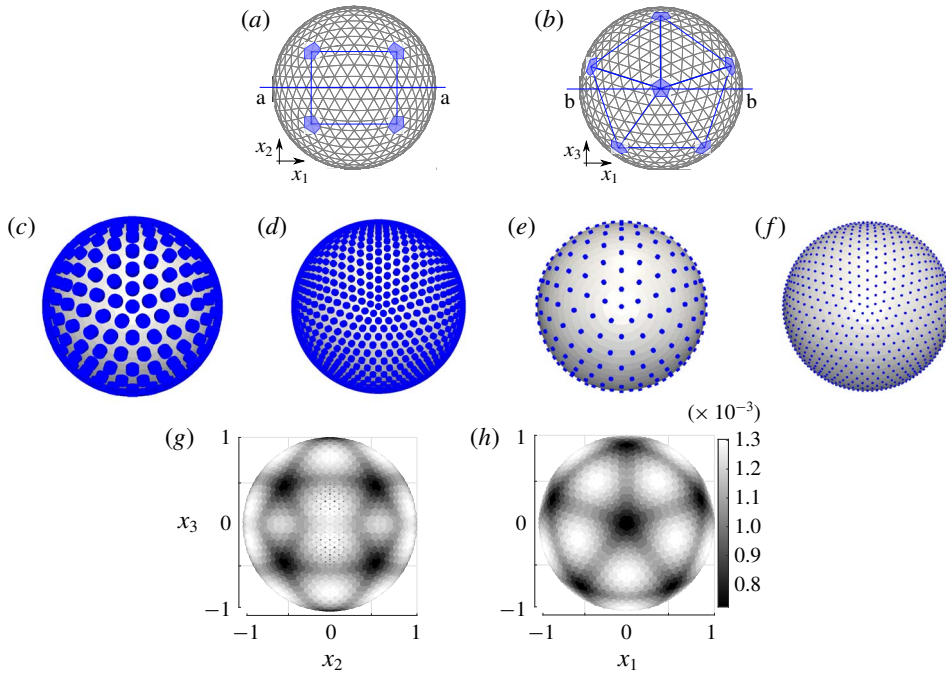 (a) (b)
a a b b
x₂ x₁ x₃ x₁
(c) (d) (e) (f)
(g) (h) (× 10⁻³)
1 1 1.3
1.2
1.1
x₃ 0 0 1.0
0.9
0.8
−1 −1
−1 0 1 −1 0 1
x₂ x₁